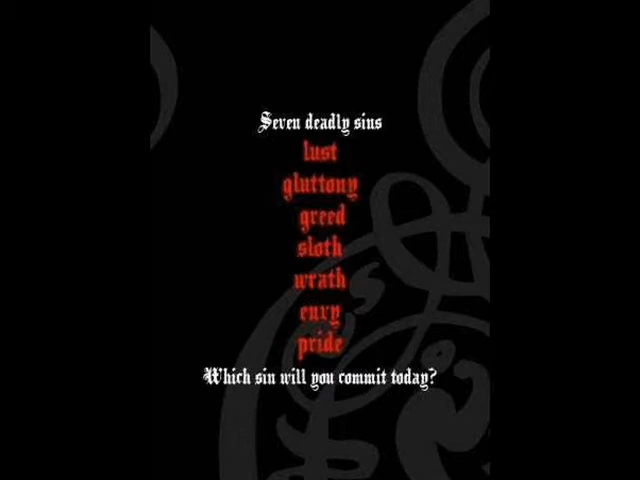 Seven deadly sins
lust
gluttony
greed
sloth
wrath
envy
pride
Which sin will you commit today?